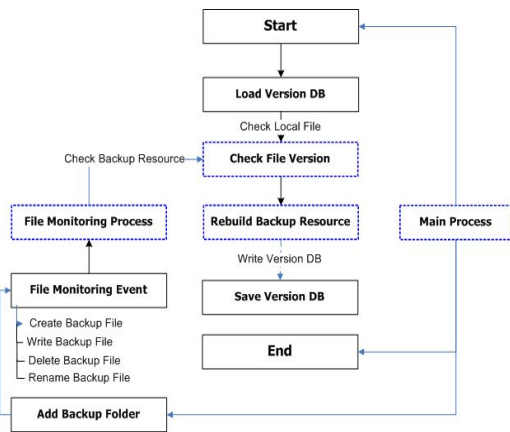 Start
Load Version DB
Check Local File
Check Backup Resource
Check File Version
File Monitoring Process
Rebuild Backup Resource
Main Process
Write Version DB
File Monitoring Event
Save Version DB
Create Backup File
Write Backup File
Delete Backup File
Rename Backup File
End
Add Backup Folder